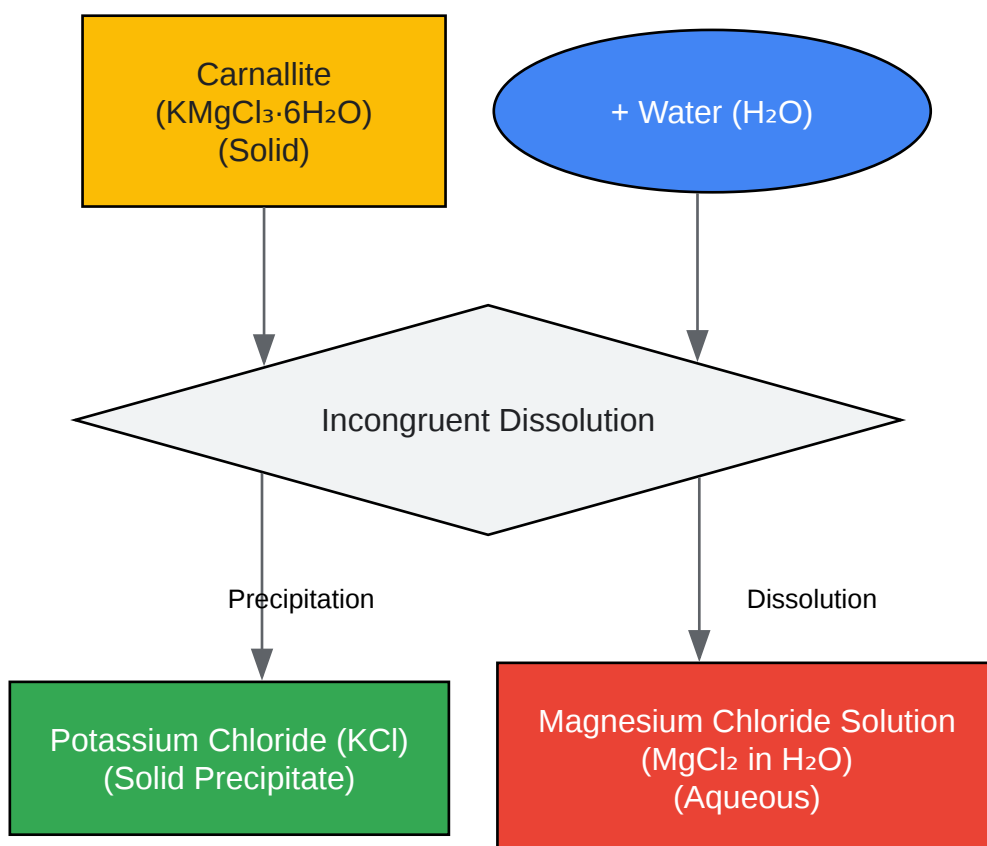 Carnallite
(KMgCl₃·6H₂O)
(Solid)
+ Water (H₂O)
Incongruent Dissolution
Precipitation
Dissolution
Potassium Chloride (KCl)
(Solid Precipitate)
Magnesium Chloride Solution
(MgCl₂ in H₂O)
(Aqueous)